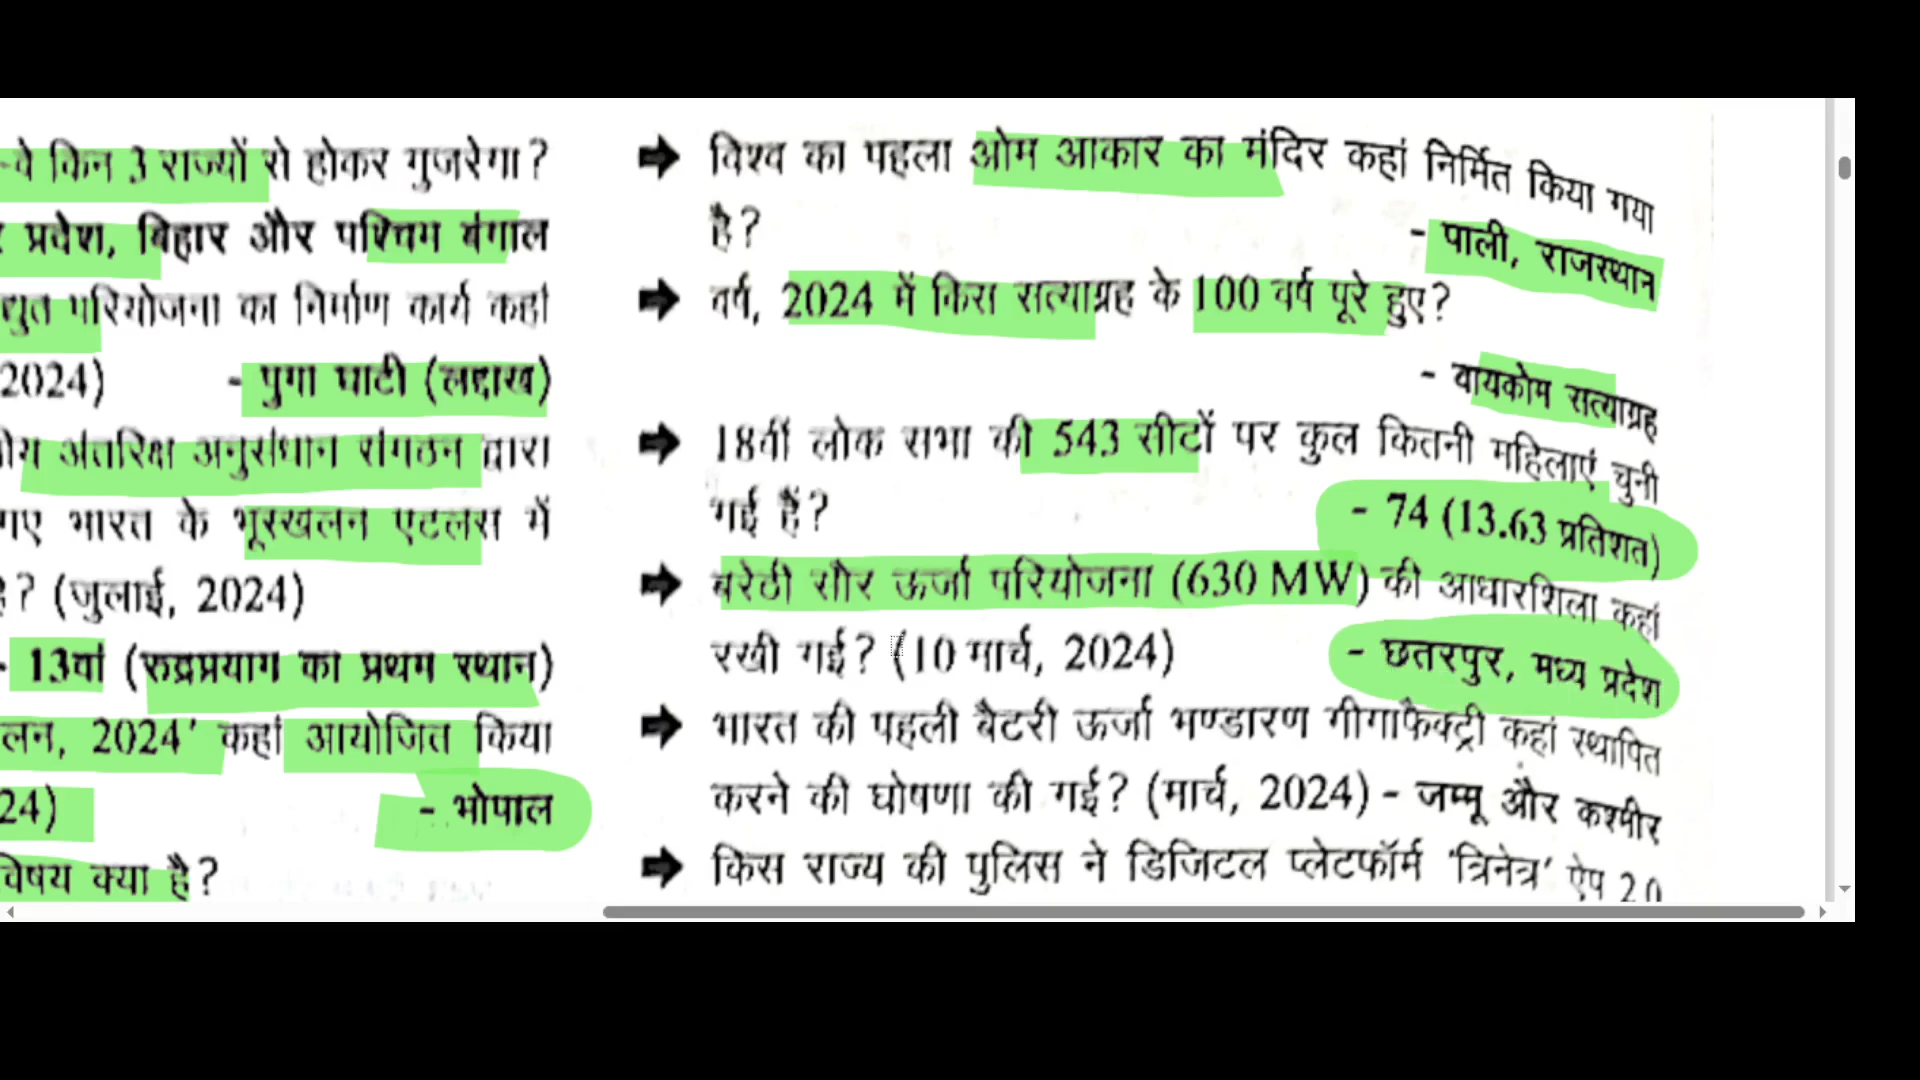 -वे किन 3 राज्यों से होकर गुजरेगा?
प्रदेश, बिहार और पश्चिम बंगाल
द्युत परियोजना का निर्माण कार्य कहां
2024) - पुगा घाटी (लद्दाख)
अंतरिक्ष अनुसंधान संगठन द्वारा
गए भारत के भूस्खलन एटलस में
है? (जुलाई, 2024)
- 13वां (रुद्रप्रयाग का प्रथम स्थान)
लन, 2024' कहां आयोजित किया
24) - भोपाल
विषय क्या है?
➡ विश्व का पहला ओम आकार का मंदिर कहां निर्मित किया गया
है? - पाली, राजस्थान
➡ वर्ष, 2024 में किस सत्याग्रह के 100 वर्ष पूरे हुए?
- वायकोम सत्याग्रह
➡ 18वीं लोक सभा की 543 सीटों पर कुल कितनी महिलाएं चुनी
गई हैं? - 74 (13.63 प्रतिशत)
➡ बरेठी सौर ऊर्जा परियोजना (630 MW) की आधारशिला कहां
रखी गई? (10 मार्च, 2024) - छतरपुर, मध्य प्रदेश
➡ भारत की पहली बैटरी ऊर्जा भण्डारण गीगाफैक्ट्री कहां स्थापित
करने की घोषणा की गई? (मार्च, 2024) - जम्मू और कश्मीर
➡ किस राज्य की पुलिस ने डिजिटल प्लेटफॉर्म 'त्रिनेत्र' ऐप 2.0